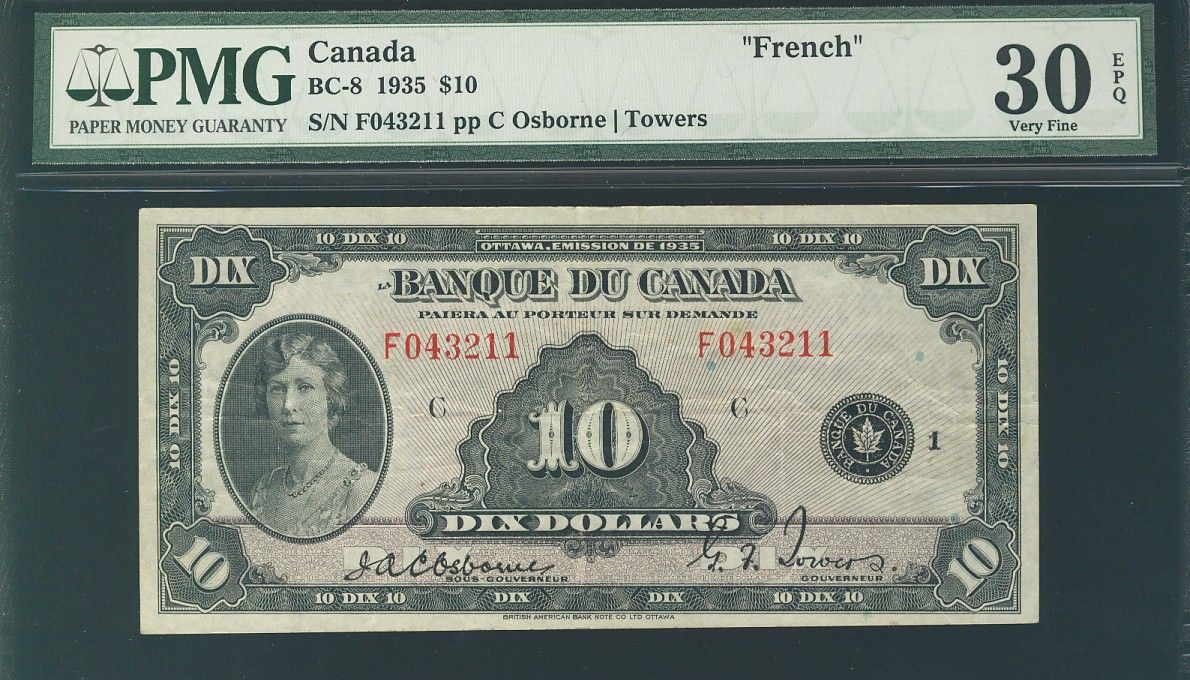 PMG
PAPER MONEY GUARANTY
Canada
BC-8 1935 $10
S/N F043211 pp C Osborne | Towers
"French"
30
Very Fine
EPQ
10 DIX 10
OTTAWA, EMISSION DE 1935
10 DIX 10
DIX
DIX
LA BANQUE DU CANADA
PAIERA AU PORTEUR SUR DEMANDE
F043211
F043211
10 DIX 10
10 DIX 10
C
C
10
BANQUE DU CANADA
1
DIX DOLLARS
10
10
J.A.C. Osborne
SOUS-GOUVERNEUR
G. F. Towers.
GOUVERNEUR
10 DIX 10
DIX
DIX
10 DIX 10
BRITISH AMERICAN BANK NOTE CO LTD OTTAWA